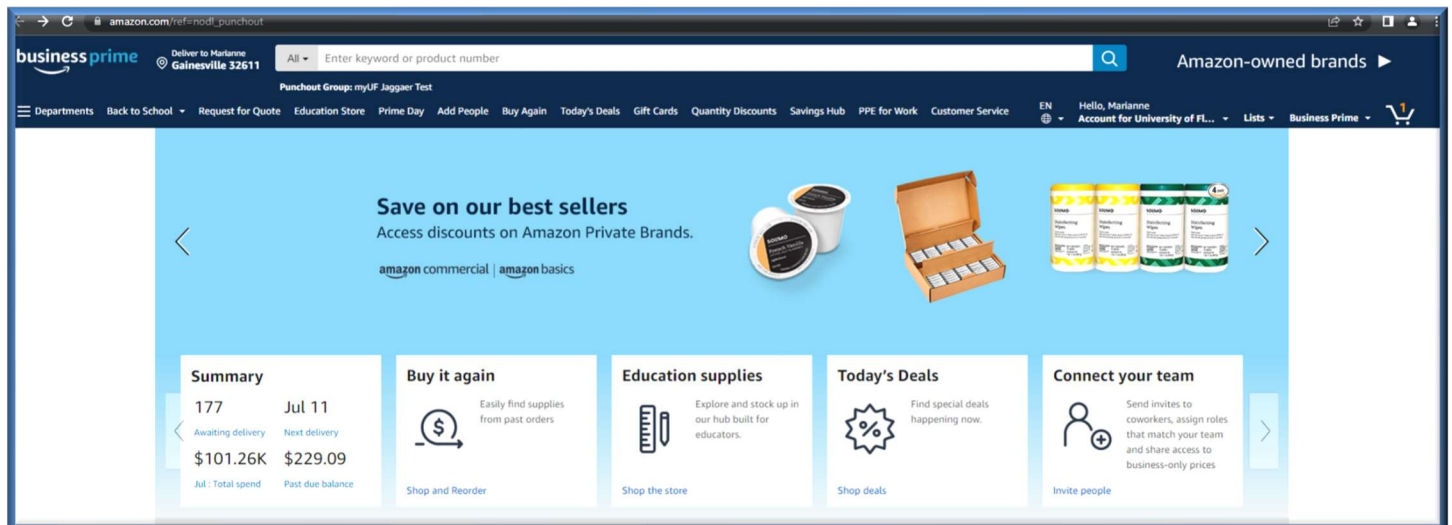 amazon.com/ref=nodl_punchout
business prime
Deliver to Marianne
Gainesville 32611
All
Enter keyword or product number
Amazon-owned brands
Punchout Group: myUF Jaggaer Test
Departments Back to School Request for Quote Education Store Prime Day Add People Buy Again Today's Deals Gift Cards Quantity Discounts Savings Hub PPE for Work Customer Service
EN
Hello, Marianne
Account for University of Fl...
Lists
Business Prime
1
Save on our best sellers
Access discounts on Amazon Private Brands.
amazon commercial | amazon basics
Summary
177 Jul 11
Awaiting delivery Next delivery
$101.26K $229.09
Jul : Total spend Past due balance
Buy it again
Easily find supplies
from past orders
Shop and Reorder
Education supplies
Explore and stock up in
our hub built for
educators.
Shop the store
Today's Deals
Find special deals
happening now.
Shop deals
Connect your team
Send invites to
coworkers, assign roles
that match your team
and share access to
business-only prices
Invite people